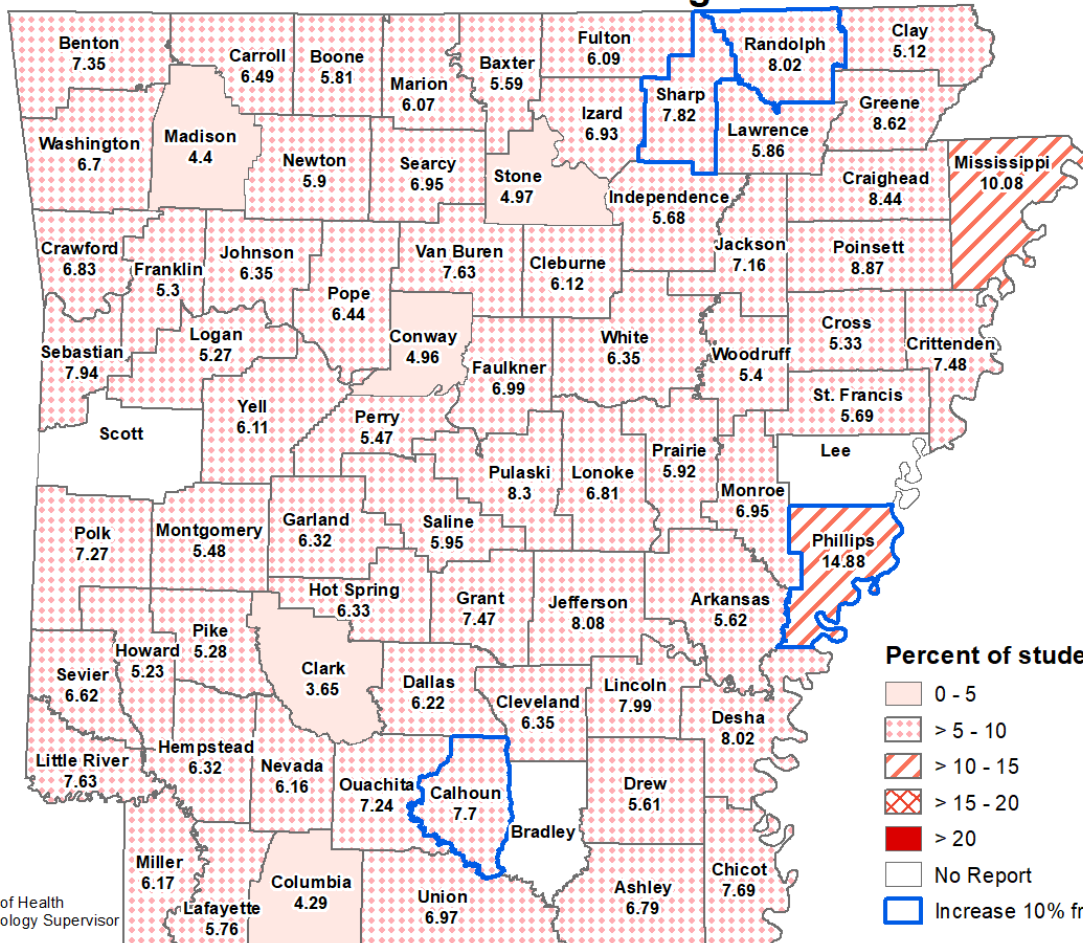 g
Benton
7.35
Carroll
6.49
Boone
5.81
Marion
6.07
Baxter
5.59
Fulton
6.09
Randolph
8.02
Clay
5.12
Sharp
7.82
Izard
6.93
Greene
8.62
Lawrence
5.86
Washington
6.7
Madison
4.4
Newton
5.9
Searcy
6.95
Stone
4.97
Independence
5.68
Craighead
8.44
Mississippi
10.08
Crawford
6.83
Franklin
5.3
Johnson
6.35
Pope
6.44
Van Buren
7.63
Cleburne
6.12
Jackson
7.16
Poinsett
8.87
Sebastian
7.94
Logan
5.27
Conway
4.96
Faulkner
6.99
White
6.35
Woodruff
5.4
Cross
5.33
Crittenden
7.48
St. Francis
5.69
Scott
Yell
6.11
Perry
5.47
Pulaski
8.3
Lonoke
6.81
Prairie
5.92
Monroe
6.95
Lee
Polk
7.27
Montgomery
5.48
Garland
6.32
Saline
5.95
Phillips
14.88
Hot Spring
6.33
Grant
7.47
Jefferson
8.08
Arkansas
5.62
Pike
5.28
Howard
5.23
Sevier
6.62
Clark
3.65
Dallas
6.22
Cleveland
6.35
Lincoln
7.99
Desha
8.02
Little River
7.63
Hempstead
6.32
Nevada
6.16
Ouachita
7.24
Calhoun
7.7
Bradley
Drew
5.61
Miller
6.17
Lafayette
5.76
Columbia
4.29
Union
6.97
Ashley
6.79
Chicot
7.69
Percent of stude
0 - 5
> 5 - 10
> 10 - 15
> 15 - 20
> 20
No Report
Increase 10% fr
of Health
ology Supervisor